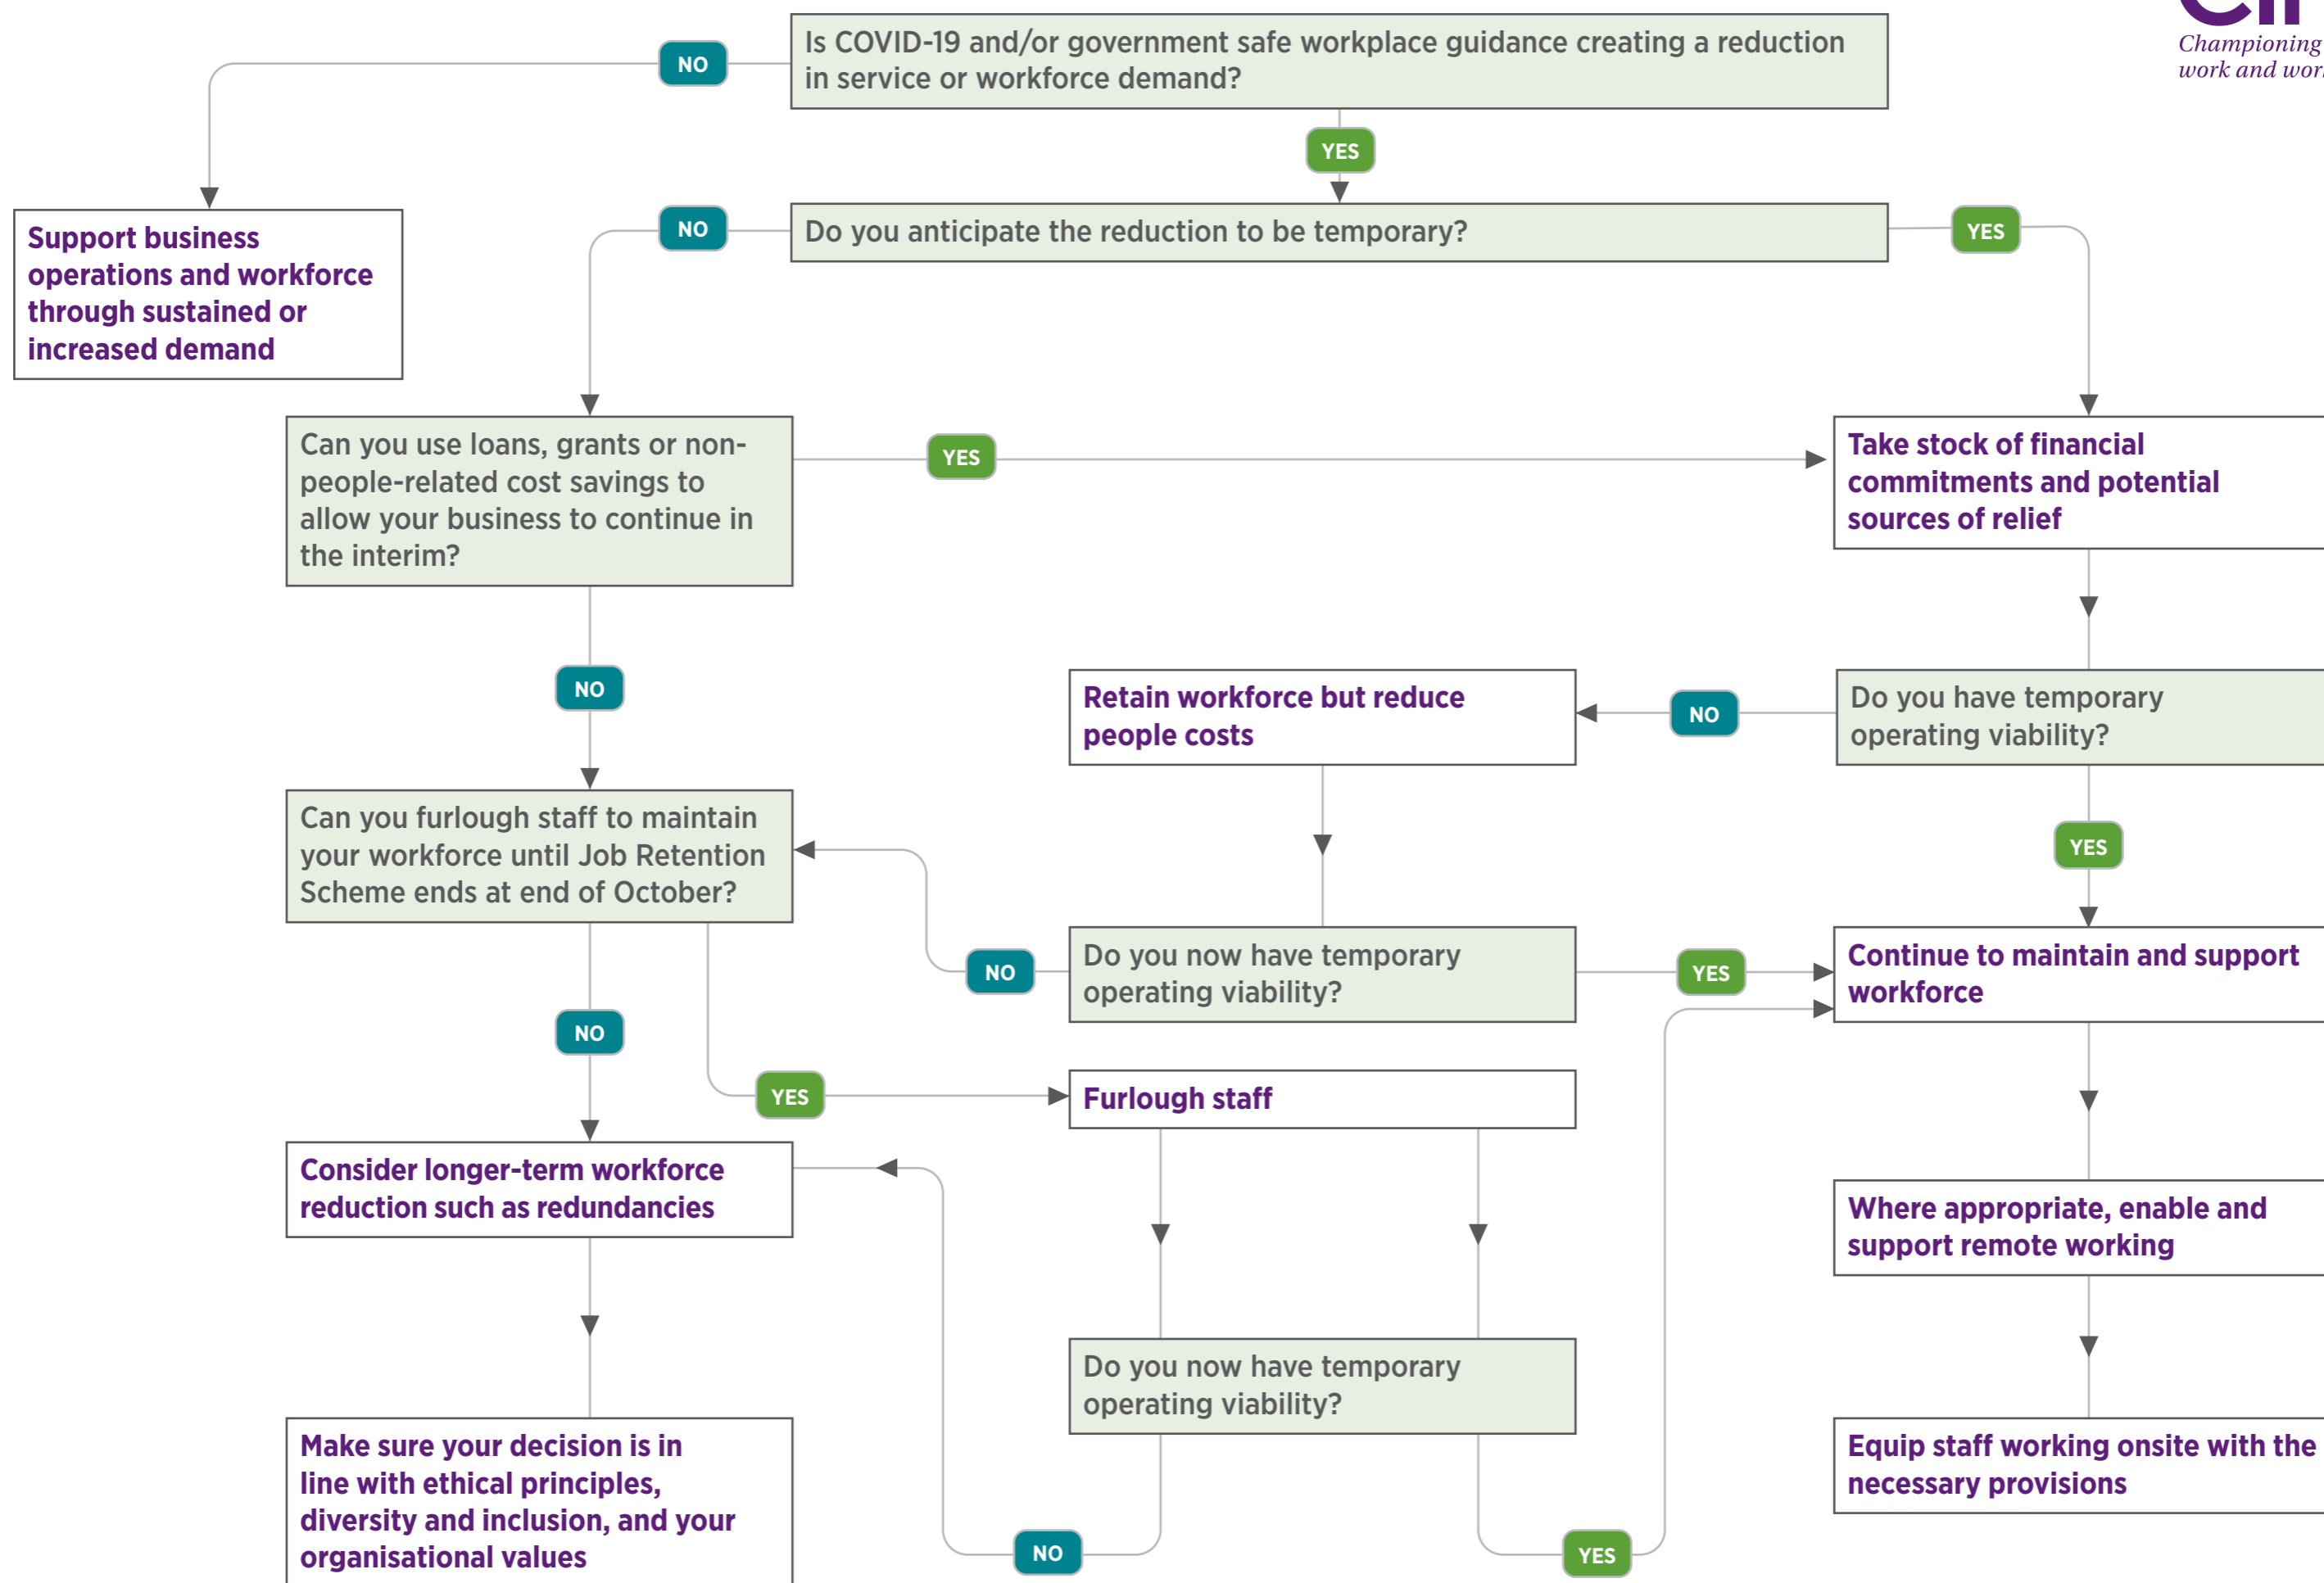 Championing
work and
Is COVID-19 and/or government safe workplace guidance creating a reduction
in service or workforce demand?
NO
YES
Do you anticipate the reduction to be temporary?
NO
YES
Support business
operations and workforce
through sustained or
increased demand
Can you use loans, grants or non-
people-related cost savings to
allow your business to continue in
the interim?
YES
Take stock of financial
commitments and potential
sources of relief
NO
Retain workforce but reduce
people costs
NO
Do you have temporary
operating viability?
Can you furlough staff to maintain
your workforce until Job Retention
Scheme ends at end of October?
YES
NO
Do you now have temporary
operating viability?
YES
Continue to maintain and support
workforce
NO
YES
Furlough staff
Consider longer-term workforce
reduction such as redundancies
Where appropriate, enable and
support remote working
Do you now have temporary
operating viability?
Make sure your decision is in
line with ethical principles,
diversity and inclusion, and your
organisational values
Equip staff working onsite with the
necessary provisions
NO
YES